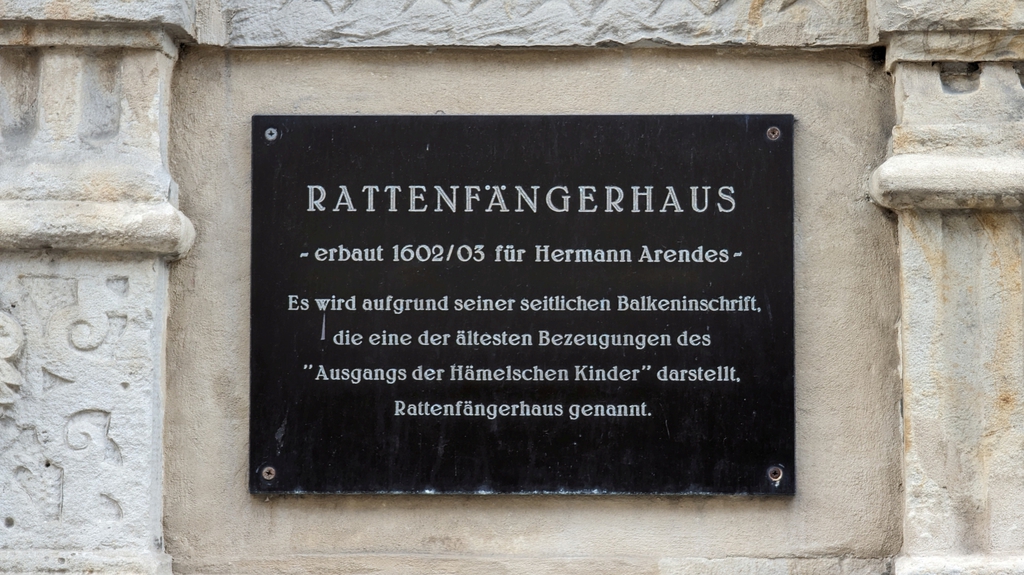 RATTENFÄNGERHAUS
- erbaut 1602/03 für Hermann Arendes -
Es wird aufgrund seiner seitlichen Balkeninschrift,
die eine der ältesten Bezeugungen des
"Ausgangs der Hämelschen Kinder" darstellt,
Rattenfängerhaus genannt.